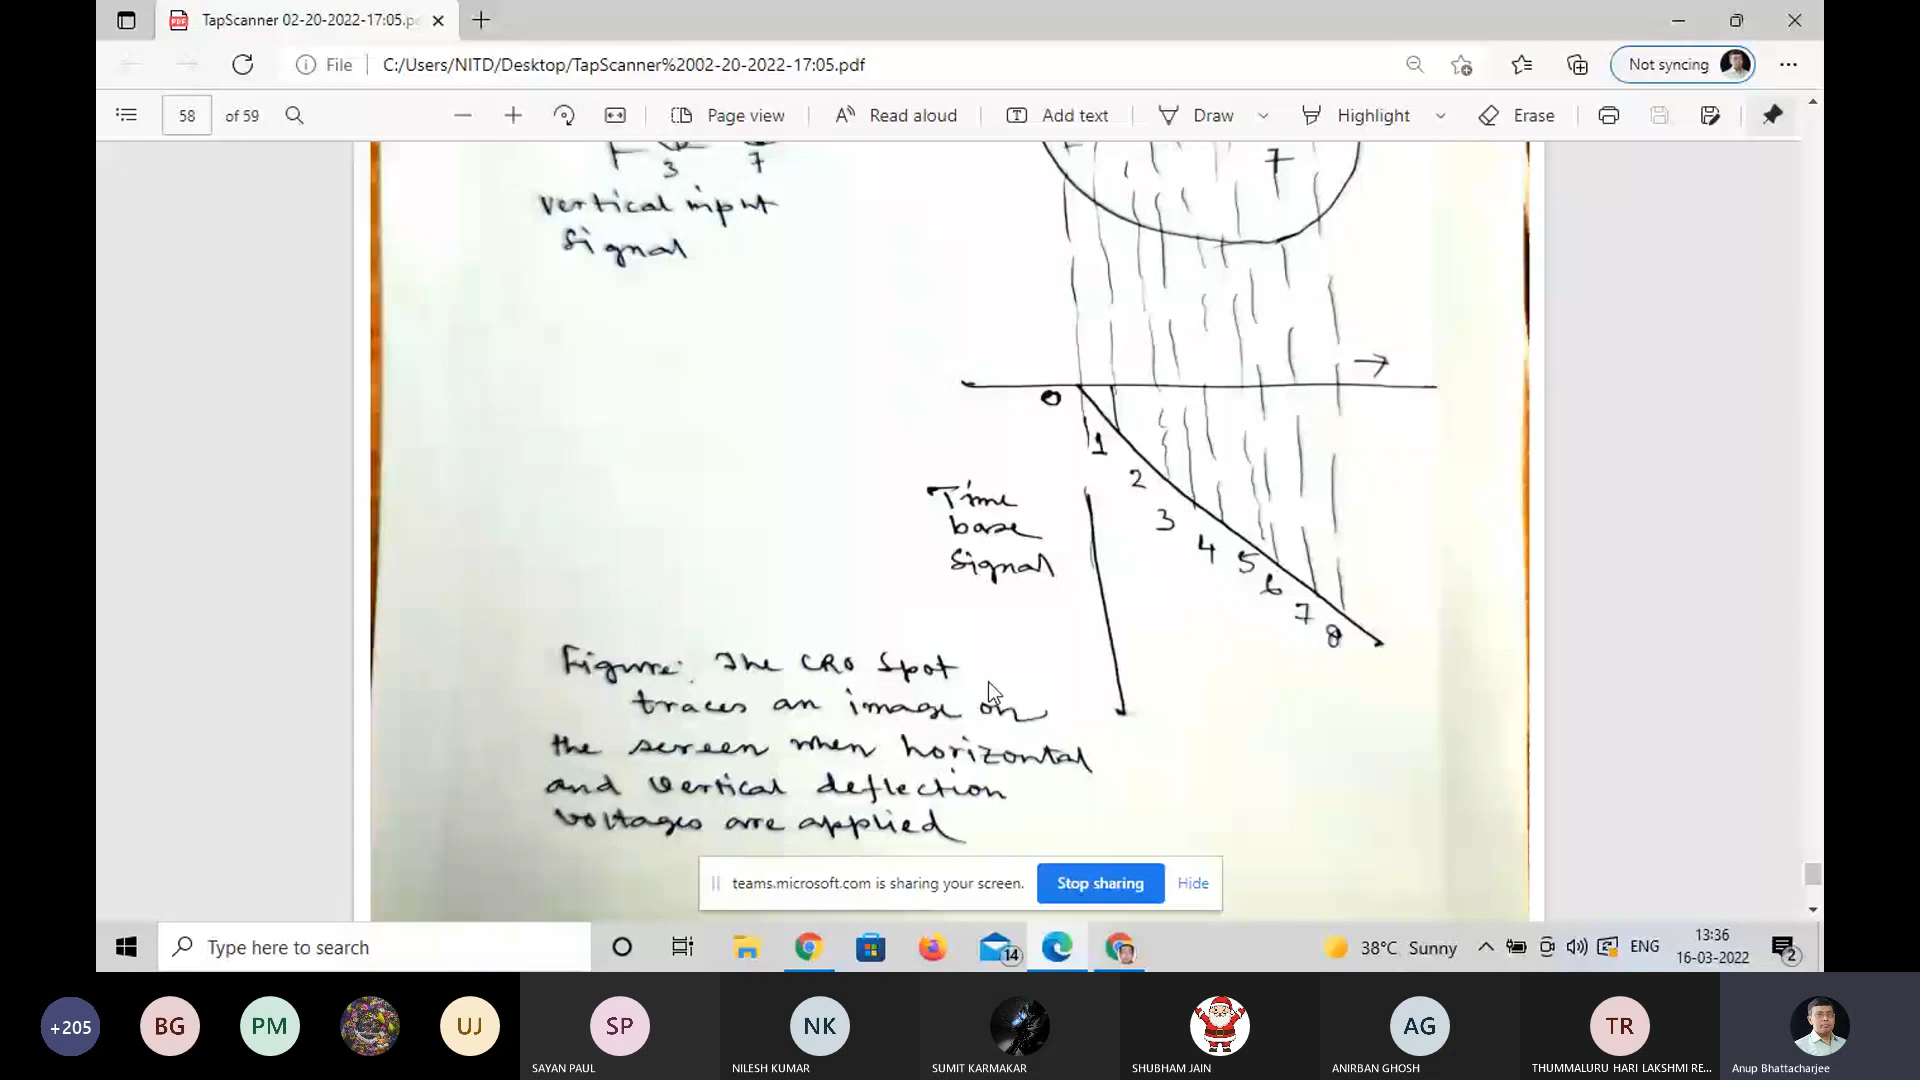 TapScanner 02-20-2022-17:05.p
File
C:/Users/NITD/Desktop/TapScanner%2002-20-2022-17:05.pdf
Not syncing
58 of 59
Page view
Read aloud
Add text
Draw
Highlight
Erase
3 7
7
vertical input
signal
0
1
2
3
4
5
6
7
8
Time
base
signal
Figure: The CRO Spot
traces an image on
the screen when horizontal
and vertical deflection
voltages are applied
teams.microsoft.com is sharing your screen.
Stop sharing
Hide
Type here to search
14
38°C Sunny
ENG
13:36
16-03-2022
2
+205
BG
PM
UJ
SP
NK
AG
TR
SAYAN PAUL
NILESH KUMAR
SUMIT KARMAKAR
SHUBHAM JAIN
ANIRBAN GHOSH
THUMMALURU HARI LAKSHMI RE...
Anup Bhattacharjee